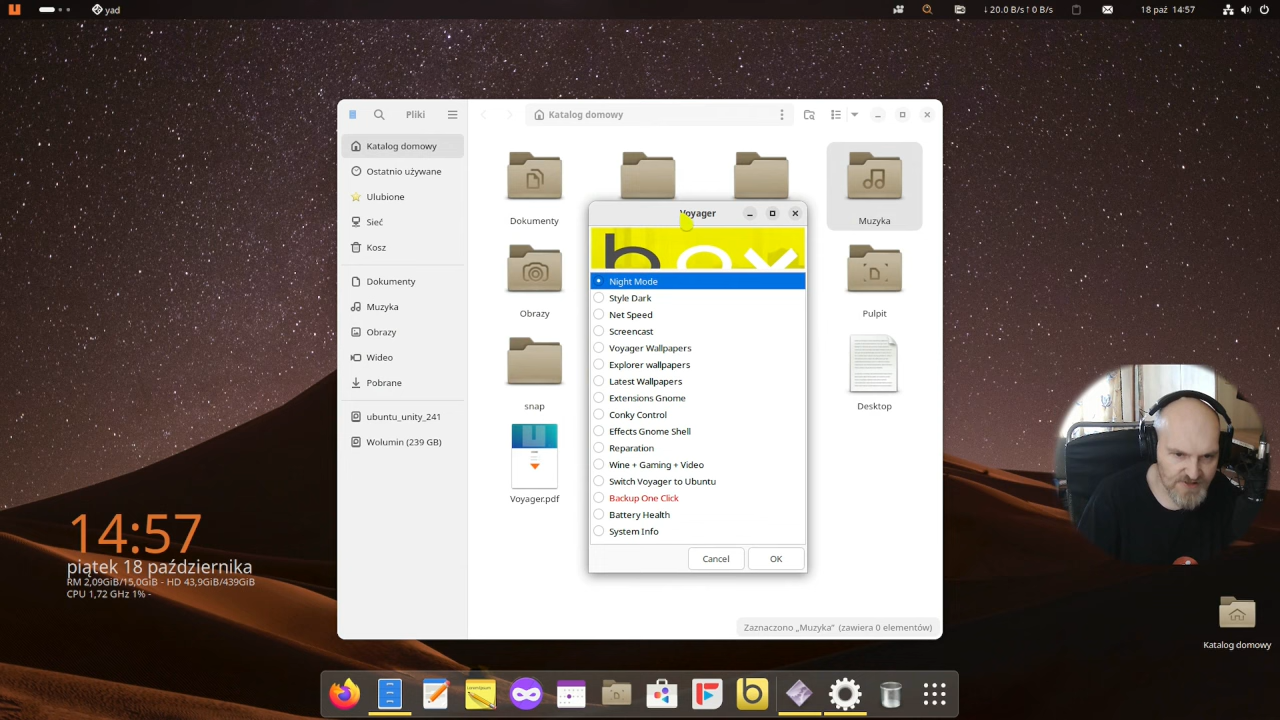 yad
↓20.0 B/s↑0 B/s
18 paź 14:57
Pliki
Katalog domowy
Katalog domowy
Ostatnio używane
Ulubione
Sieć
Kosz
Dokumenty
Muzyka
Obrazy
Wideo
Pobrane
ubuntu_unity_241
Wolumin (239 GB)
Dokumenty
Muzyka
Obrazy
Pulpit
snap
Desktop
Voyager.pdf
Zaznaczono „Muzyka" (zawiera 0 elementów)
Voyager
box
Night Mode
Style Dark
Net Speed
Screencast
Voyager Wallpapers
Explorer wallpapers
Latest Wallpapers
Extensions Gnome
Conky Control
Effects Gnome Shell
Reparation
Wine + Gaming + Video
Switch Voyager to Ubuntu
Backup One Click
Battery Health
System Info
Cancel
OK
14:57
piątek 18 października
RM 2,09GiB/15,0GiB - HD 43,9GiB/439GiB
CPU 1,72 GHz 1% -
Katalog domowy